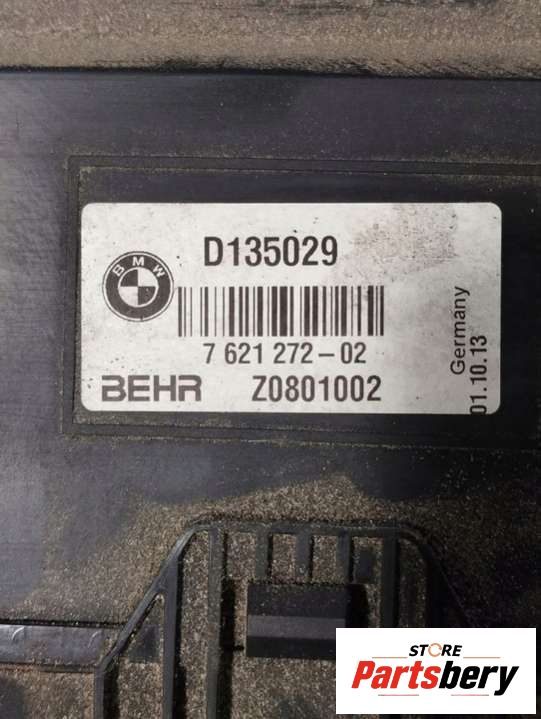 D135029
BMW
7 621 272-02
BEHR Z0801002
Germany
01.10.13
STORE
Partsbery